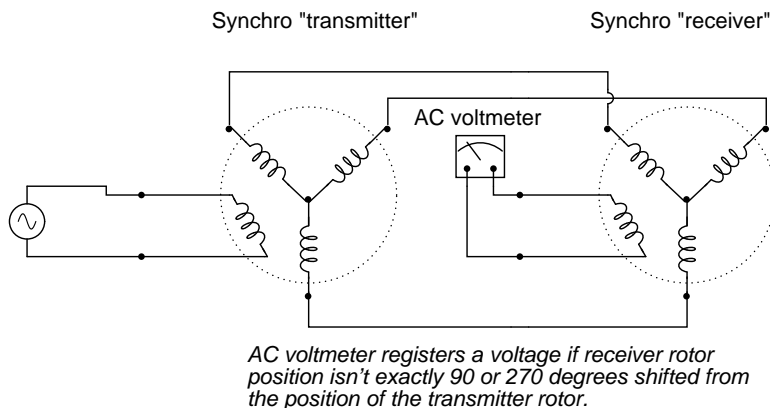 Synchro "transmitter"
Synchro "receiver"
AC voltmeter
AC voltmeter registers a voltage if receiver rotor
position isn't exactly 90 or 270 degrees shifted from
the position of the transmitter rotor.